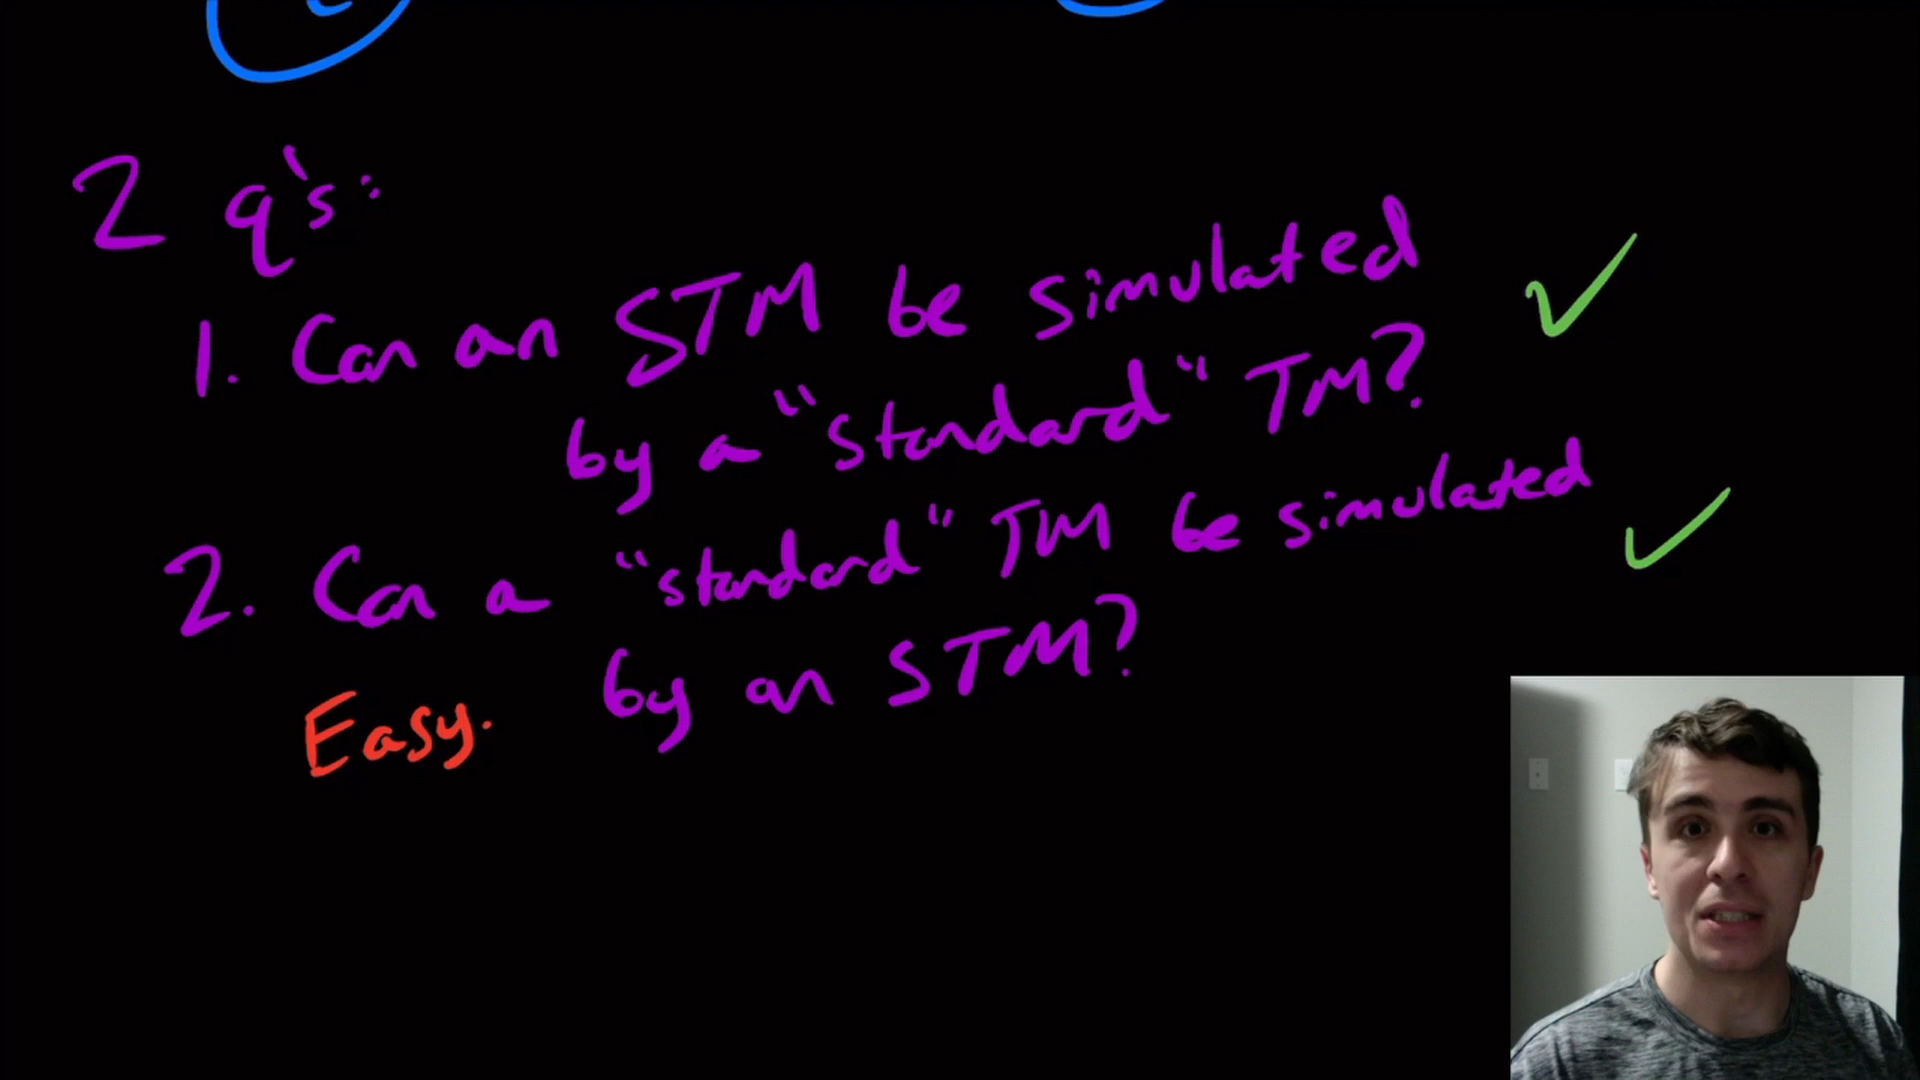 2 q's:
1. Can an STM be simulated
by a "standard" TM?
2. Can a "standard" TM be simulated
by an STM?
Easy.